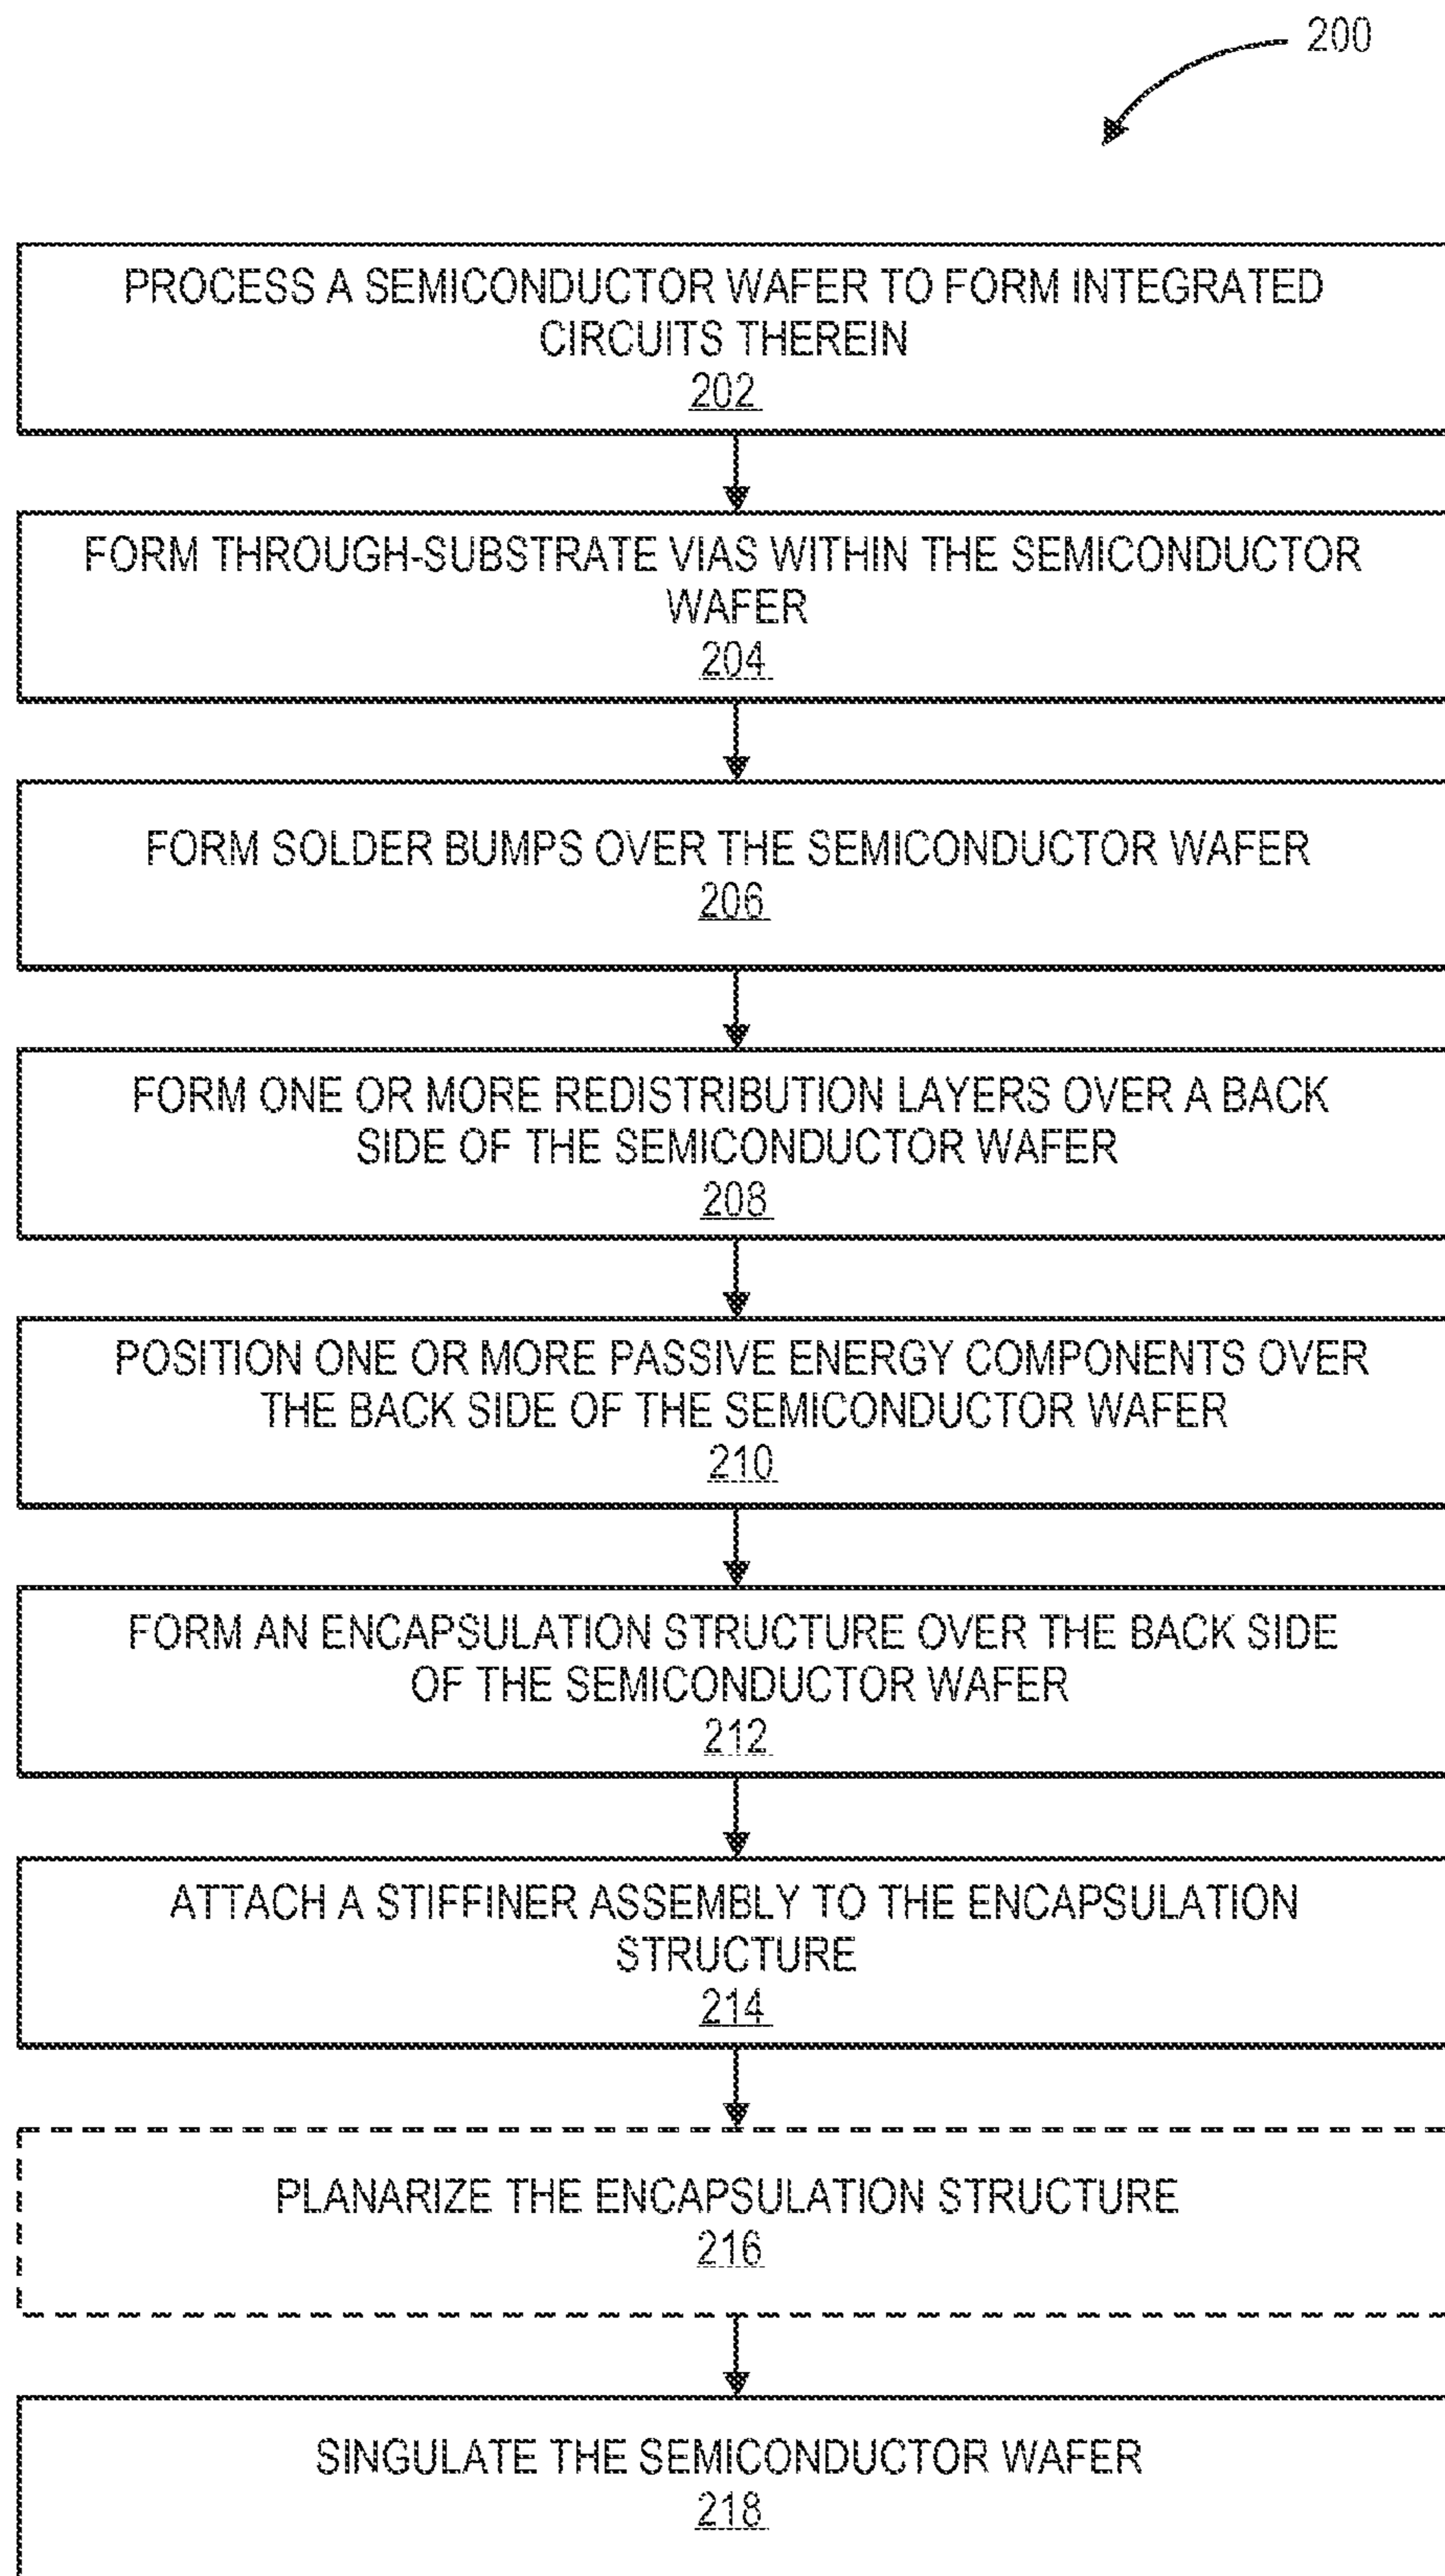 200
PROCESS A SEMICONDUCTOR WAFER TO FORM INTEGRATED
CIRCUITS THEREIN
202
FORM THROUGH-SUBSTRATE VIAS WITHIN THE SEMICONDUCTOR
WAFER
204
FORM SOLDER BUMPS OVER THE SEMICONDUCTOR WAFER
206
FORM ONE OR MORE REDISTRIBUTION LAYERS OVER A BACK
SIDE OF THE SEMICONDUCTOR WAFER
208
POSITION ONE OR MORE PASSIVE ENERGY COMPONENTS OVER
THE BACK SIDE OF THE SEMICONDUCTOR WAFER
210
FORM AN ENCAPSULATION STRUCTURE OVER THE BACK SIDE
OF THE SEMICONDUCTOR WAFER
212
ATTACH A STIFFINER ASSEMBLY TO THE ENCAPSULATION
STRUCTURE
214
PLANARIZE THE ENCAPSULATION STRUCTURE
216
SINGULATE THE SEMICONDUCTOR WAFER
218